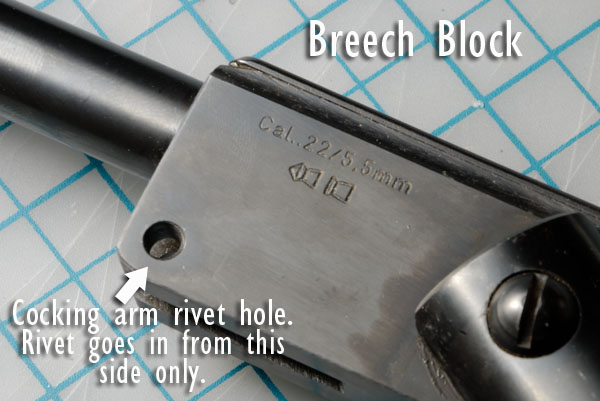 Breech Block
Cal. .22/5,5mm
Cocking arm rivet hole.
Rivet goes in from this
side only.